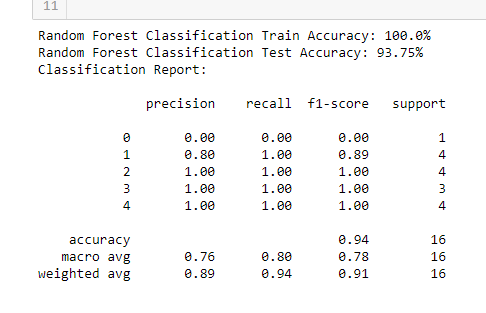 11
Random Forest Classification Train Accuracy: 100.0%
Random Forest Classification Test Accuracy: 93.75%
Classification Report:
precision recall f1-score support
0 0.00 0.00 0.00 1
1 0.80 1.00 0.89 4
2 1.00 1.00 1.00 4
3 1.00 1.00 1.00 3
4 1.00 1.00 1.00 4
accuracy 0.94 16
macro avg 0.76 0.80 0.78 16
weighted avg 0.89 0.94 0.91 16